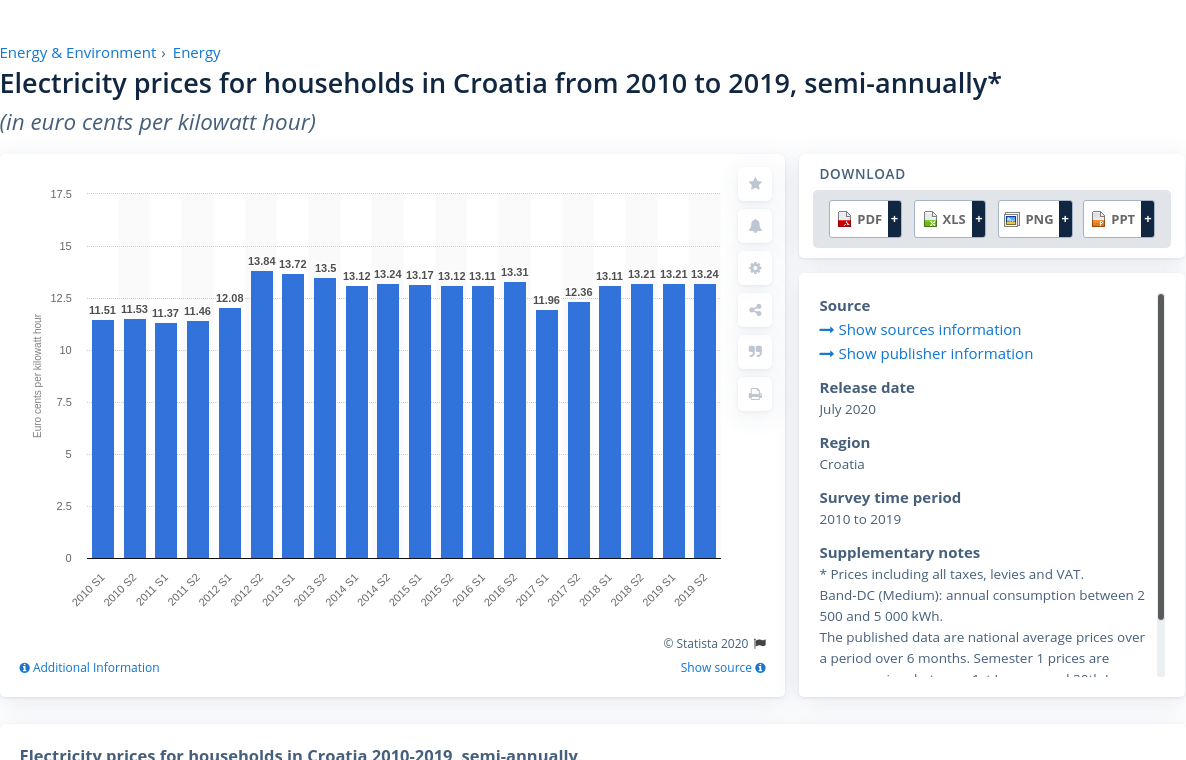 Energy & Environment › Energy
Electricity prices for households in Croatia from 2010 to 2019, semi-annually*
(in euro cents per kilowatt hour)
17.5
15
12.5
10
7.5
5
2.5
0
Euro cents per kilowatt hour
11.51 11.53 11.37 11.46 12.08 13.84 13.72 13.5 13.12 13.24 13.17 13.12 13.11 13.31 11.96 12.36 13.11 13.21 13.21 13.24
2010 S1 2010 S2 2011 S1 2011 S2 2012 S1 2012 S2 2013 S1 2013 S2 2014 S1 2014 S2 2015 S1 2015 S2 2016 S1 2016 S2 2017 S1 2017 S2 2018 S1 2018 S2 2019 S1 2019 S2
© Statista 2020
Additional Information
Show source
DOWNLOAD
PDF + XLS + PNG + PPT +
Source
Show sources information
Show publisher information
Release date
July 2020
Region
Croatia
Survey time period
2010 to 2019
Supplementary notes
* Prices including all taxes, levies and VAT.
Band-DC (Medium): annual consumption between 2
500 and 5 000 kWh.
The published data are national average prices over
a period over 6 months. Semester 1 prices are
Electricity prices for households in Croatia 2010-2019, semi-annually